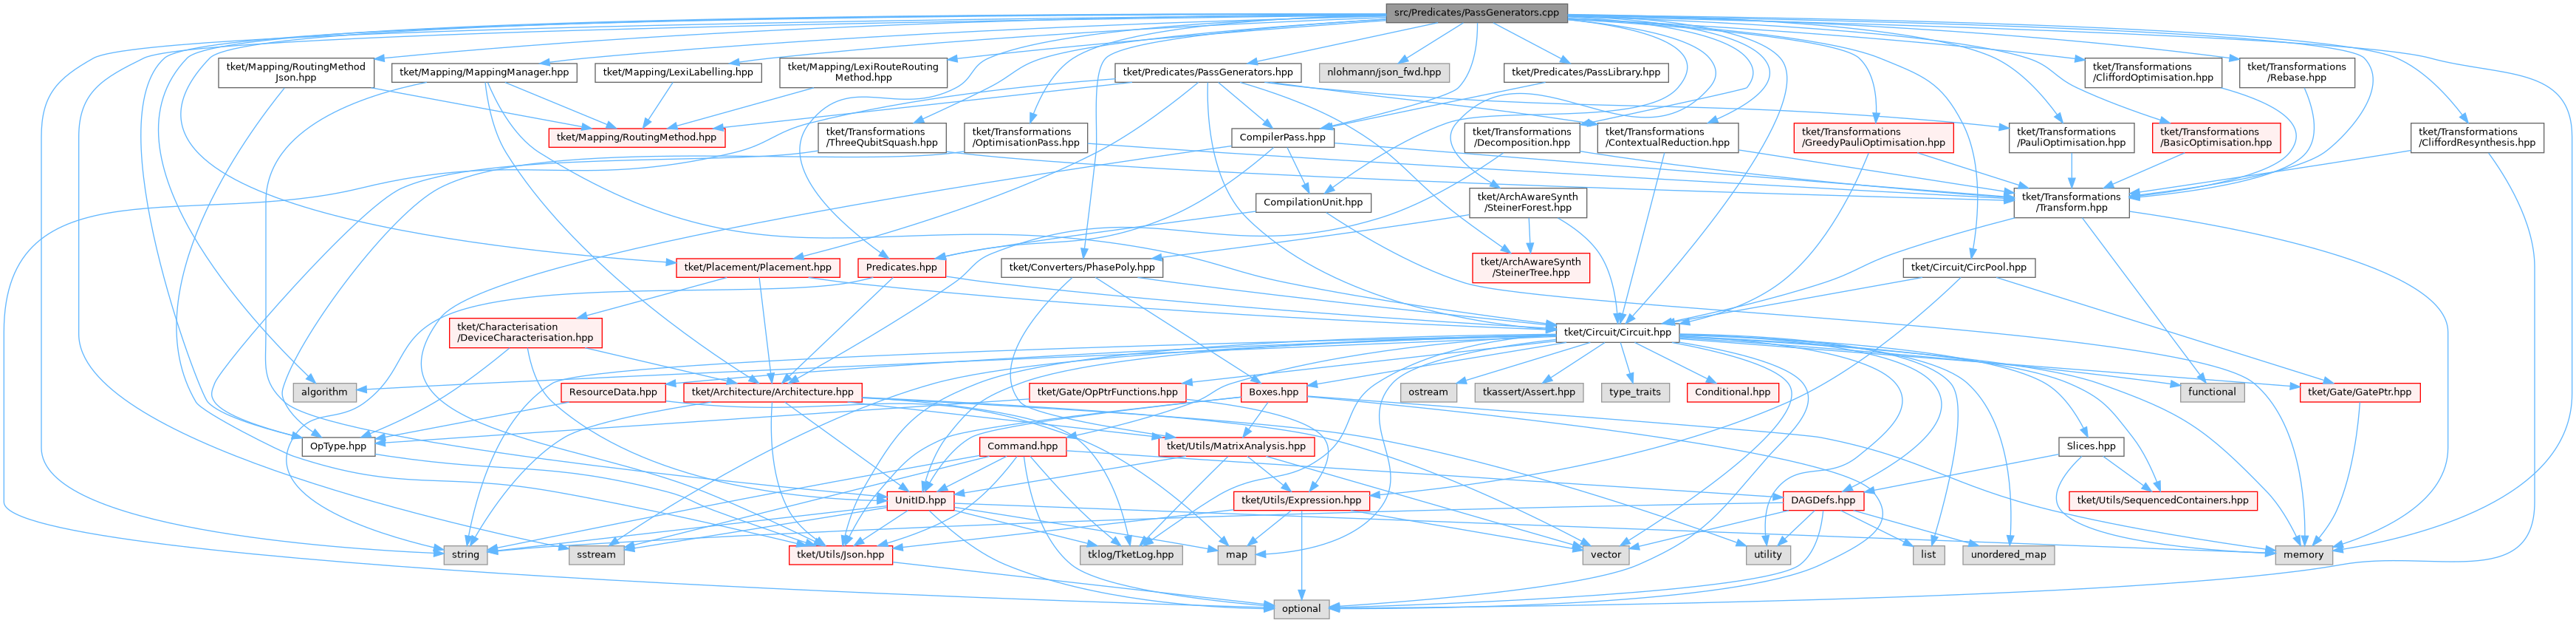 src/Predicates/PassGenerators.cpp
tket/Mapping/RoutingMethod
Json.hpp
tket/Mapping/MappingManager.hpp
tket/Mapping/LexiLabelling.hpp
tket/Mapping/LexiRouteRouting
Method.hpp
tket/Predicates/PassGenerators.hpp
nlohmann/json_fwd.hpp
tket/Predicates/PassLibrary.hpp
tket/Transformations
/CliffordOptimisation.hpp
tket/Transformations
/Rebase.hpp
tket/Mapping/RoutingMethod.hpp
tket/Transformations
/ThreeQubitSquash.hpp
tket/Transformations
/OptimisationPass.hpp
CompilerPass.hpp
tket/Transformations
/Decomposition.hpp
tket/Transformations
/ContextualReduction.hpp
tket/Transformations
/GreedyPauliOptimisation.hpp
tket/Transformations
/PauliOptimisation.hpp
tket/Transformations
/BasicOptimisation.hpp
tket/Transformations
/CliffordResynthesis.hpp
CompilationUnit.hpp
tket/ArchAwareSynth
/SteinerForest.hpp
tket/Transformations
/Transform.hpp
tket/Placement/Placement.hpp
Predicates.hpp
tket/Converters/PhasePoly.hpp
tket/ArchAwareSynth
/SteinerTree.hpp
tket/Circuit/CircPool.hpp
tket/Characterisation
/DeviceCharacterisation.hpp
tket/Circuit/Circuit.hpp
algorithm
ResourceData.hpp
tket/Architecture/Architecture.hpp
tket/Gate/OpPtrFunctions.hpp
Boxes.hpp
ostream
tkassert/Assert.hpp
type_traits
Conditional.hpp
functional
tket/Gate/GatePtr.hpp
OpType.hpp
Command.hpp
tket/Utils/MatrixAnalysis.hpp
Slices.hpp
UnitID.hpp
tket/Utils/Expression.hpp
DAGDefs.hpp
tket/Utils/SequencedContainers.hpp
string
sstream
tket/Utils/Json.hpp
tklog/TketLog.hpp
map
vector
utility
list
unordered_map
memory
optional